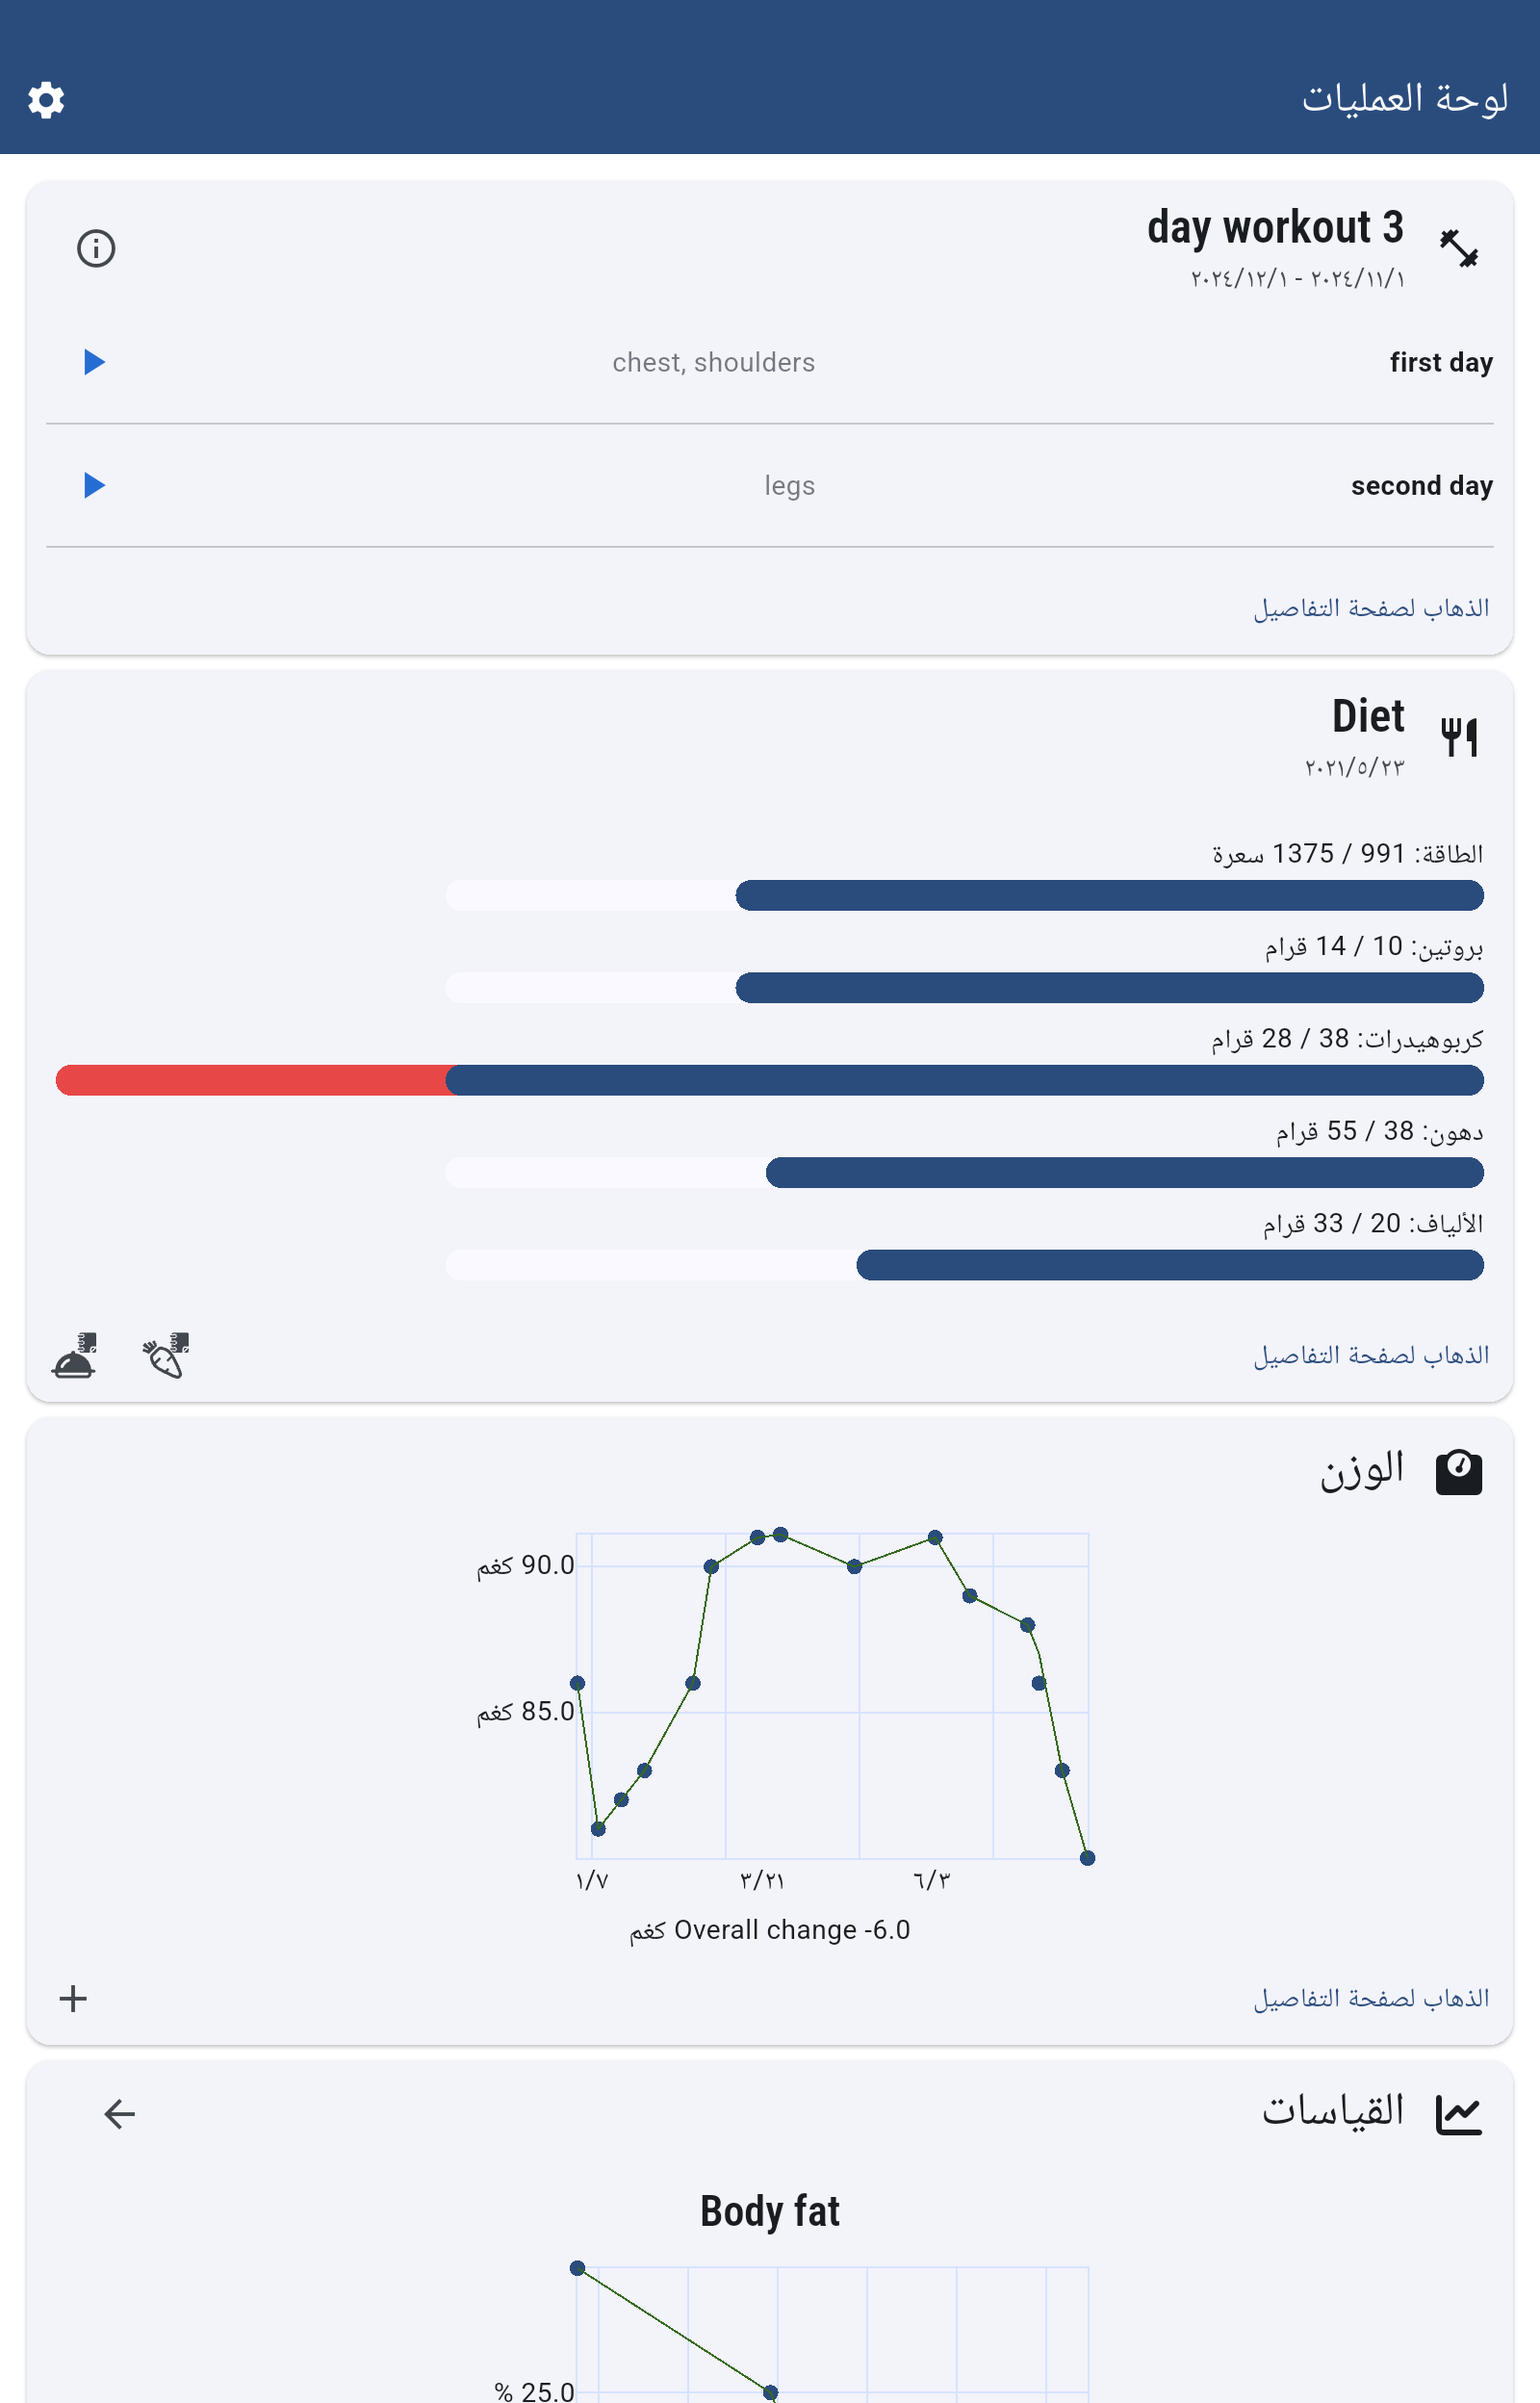 لوحة العمليات
3 day workout
٢٠٢٤/١١/١ - ٢٠٢٤/١٢/١
first day chest, shoulders
second day legs
الذهاب لصفحة التفاصيل
Diet
٢٠٢١/٥/٢٣
الطاقة: 991 / 1375 سعرة
بروتين: 10 / 14 قرام
كربوهيدرات: 38 / 28 قرام
دهون: 38 / 55 قرام
الألياف: 20 / 33 قرام
الذهاب لصفحة التفاصيل
الوزن
90.0 كغم
85.0 كغم
١/٧ ٣/٢١ ٦/٣
Overall change -6.0 كغم
الذهاب لصفحة التفاصيل
القياسات
Body fat
25.0 %